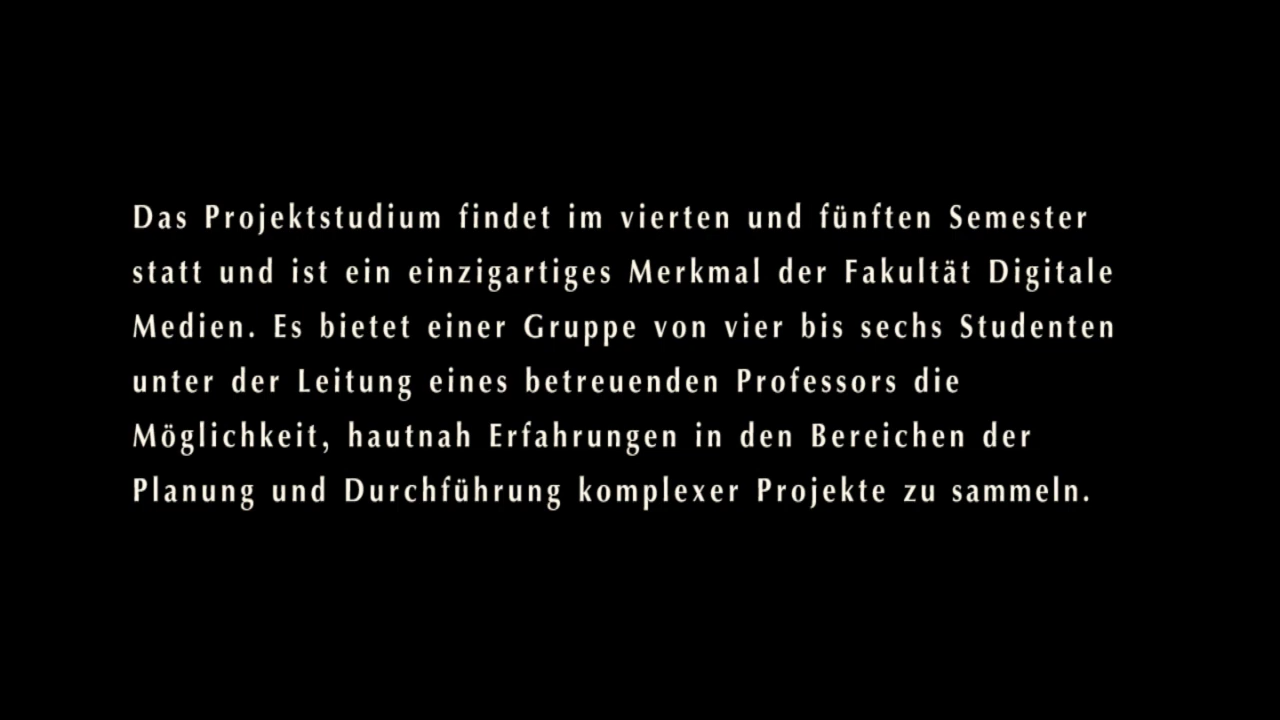 Das Projektstudium findet im vierten und fünften Semester
statt und ist ein einzigartiges Merkmal der Fakultät Digitale
Medien. Es bietet einer Gruppe von vier bis sechs Studenten
unter der Leitung eines betreuenden Professors die
Möglichkeit, hautnah Erfahrungen in den Bereichen der
Planung und Durchführung komplexer Projekte zu sammeln.